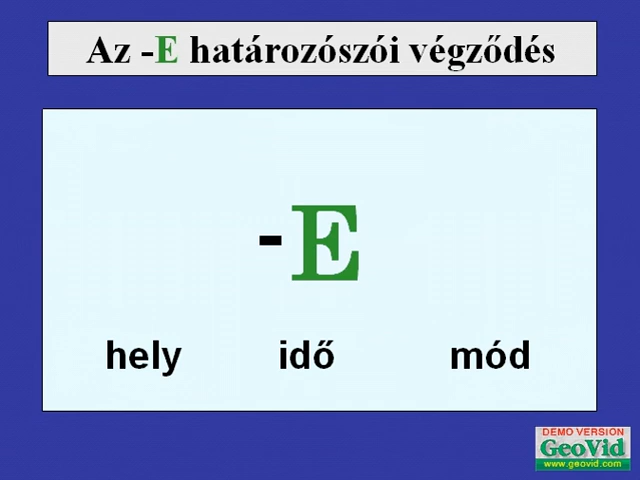 Az -E határozószói végződés
-E
hely idő mód
DEMO VERSION
GeoVid
www.geovid.com